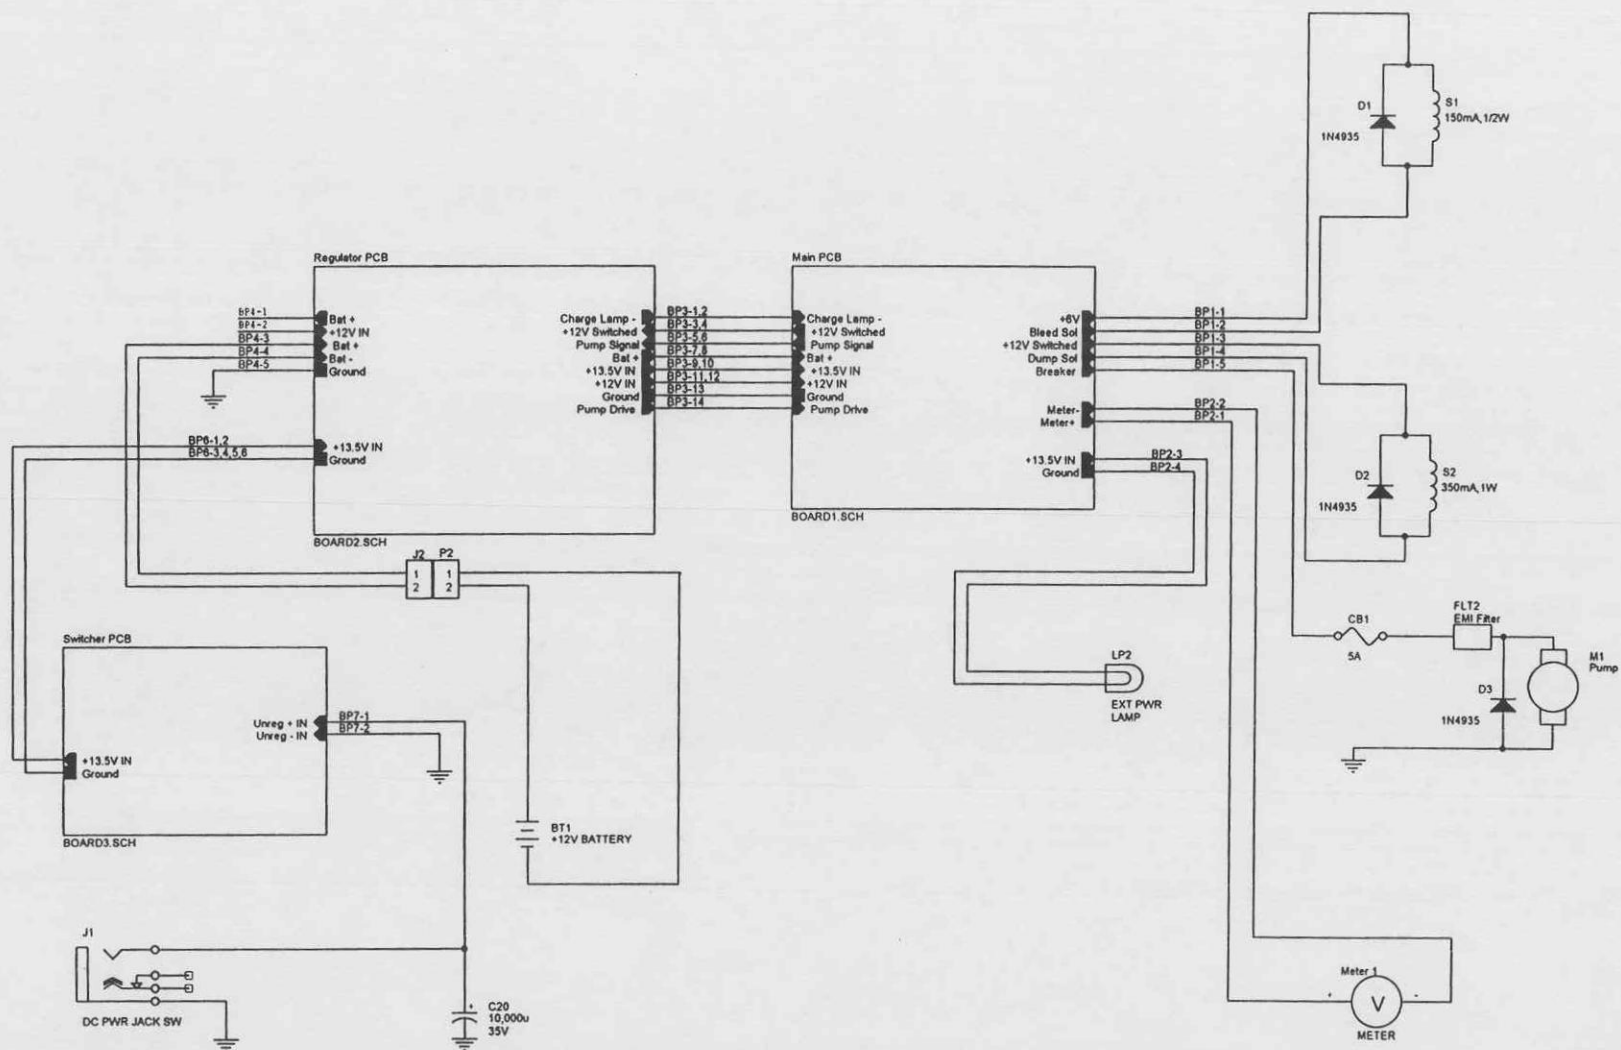 D1
S1
150mA,1/2W
1N4935
Regulator PCB
Main PCB
BP4-1
Bat +
BP4-2
+12V IN
BP4-3
Bat +
BP4-4
Bat -
BP4-5
Ground
Charge Lamp -
BP3-1,2
Charge Lamp -
+12V Switched
BP3-3,4
+12V Switched
Pump Signal
BP3-5,6
Pump Signal
Bat +
BP3-7,8
Bat +
+13.5V IN
BP3-9,10
+13.5V IN
+12V IN
BP3-11,12
+12V IN
Ground
BP3-13
Ground
Pump Drive
BP3-14
Pump Drive
+6V
BP1-1
Bleed Sol
BP1-2
+12V Switched
BP1-3
Dump Sol
BP1-4
Breaker
BP1-5
Meter-
BP2-2
Meter+
BP2-1
BP6-1,2
+13.5V IN
BP6-3,4,5,6
Ground
+13.5V IN
BP2-3
Ground
BP2-4
D2
S2
350mA,1W
1N4935
BOARD2.SCH
BOARD1.SCH
J2
P2
1
1
2
2
Switcher PCB
CB1
5A
FLT2
EMI Filter
M1
Pump
LP2
EXT PWR
LAMP
D3
1N4935
Unreg + IN
BP7-1
Unreg - IN
BP7-2
+13.5V IN
Ground
BOARD3.SCH
BT1
+12V BATTERY
J1
DC PWR JACK SW
+
C20
10,000u
35V
Meter 1
+
V
-
METER